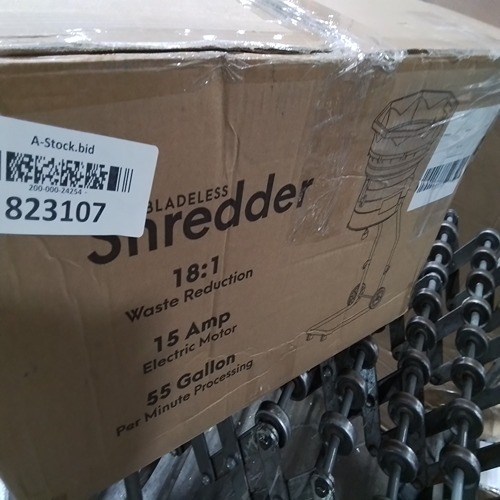 A-Stock.bid
200-000-24254
823107
BLADELESS
Shredder
18:1
Waste Reduction
15 Amp
Electric Motor
55 Gallon
Per Minute Processing